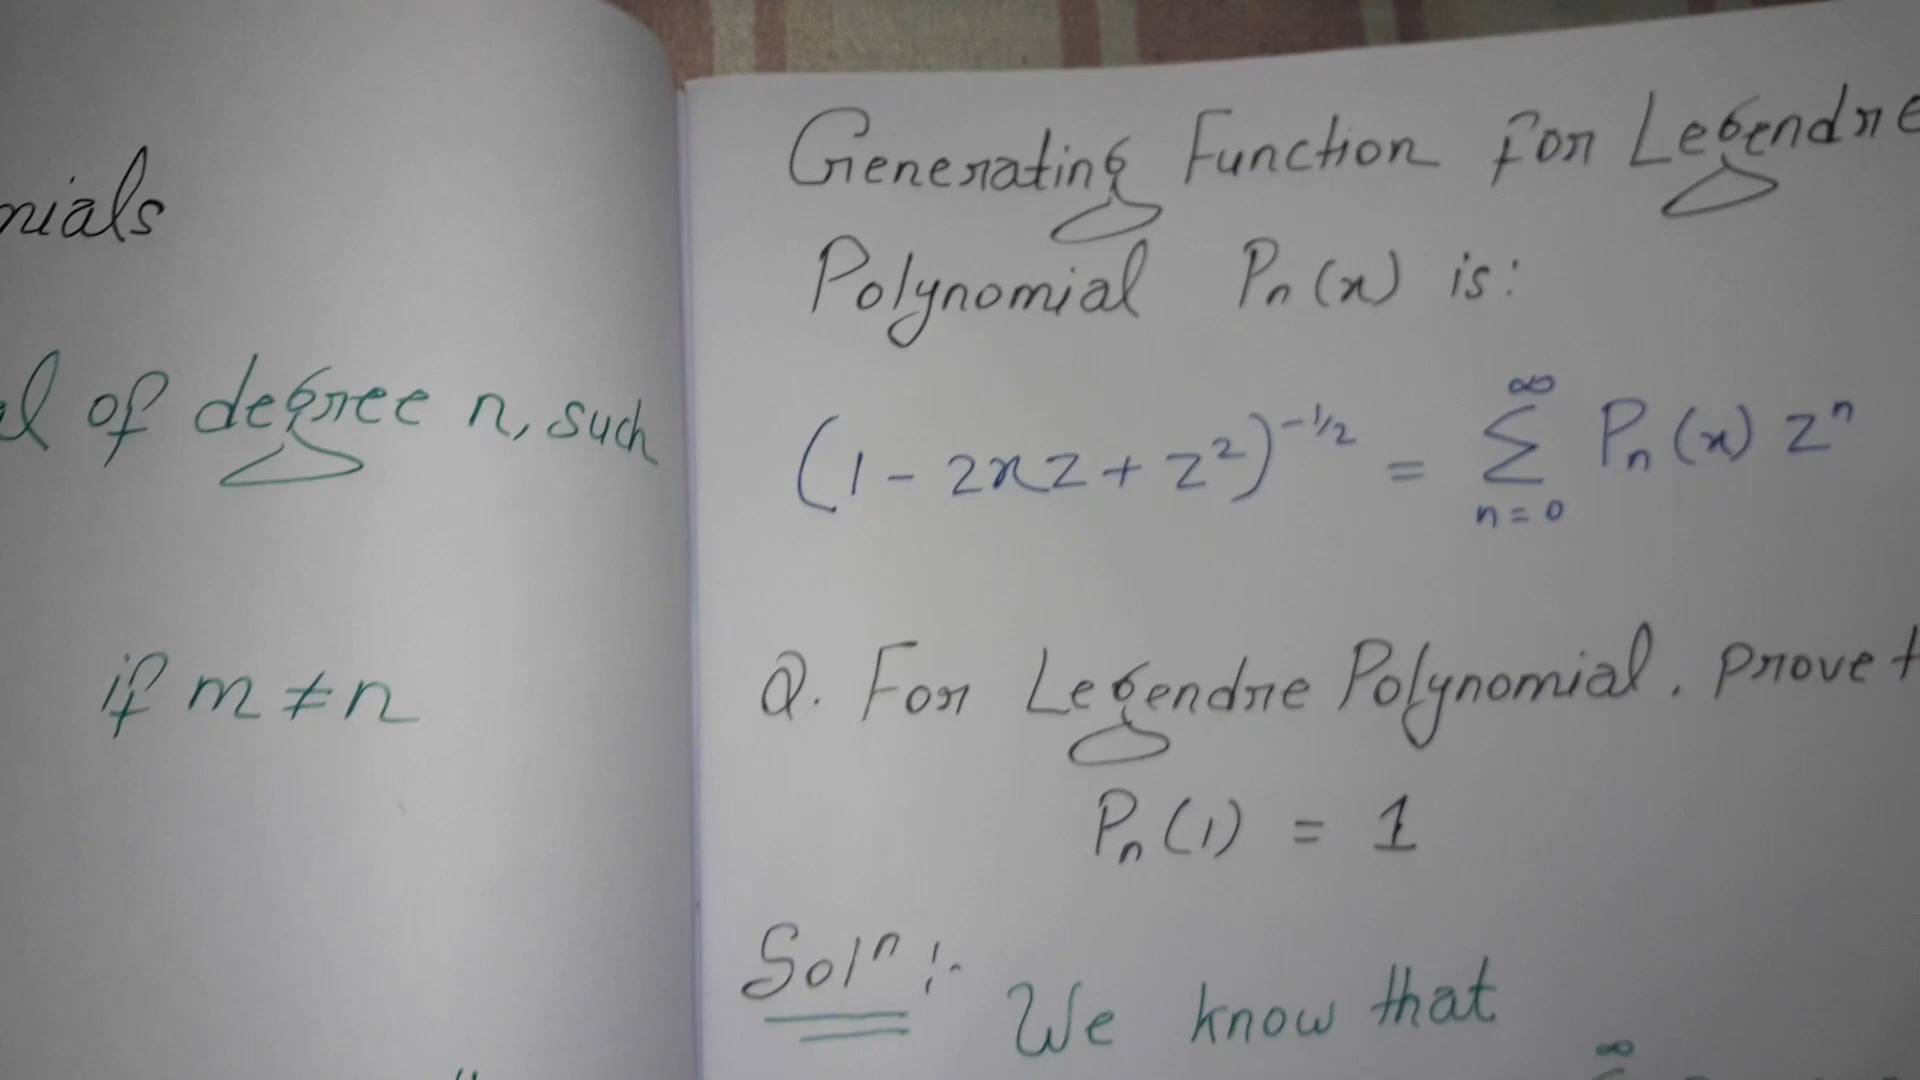 nials
l of degree n, such
if m ≠ n
Generating Function for Legendre
Polynomial Pₙ(x) is:
(1 - 2xz + z²)^(-1/2) = ∑_{n=0}^{∞} Pₙ(x) zⁿ
Q. For Legendre Polynomial. prove t
Pₙ(1) = 1
Solⁿ :-
We know that
∞